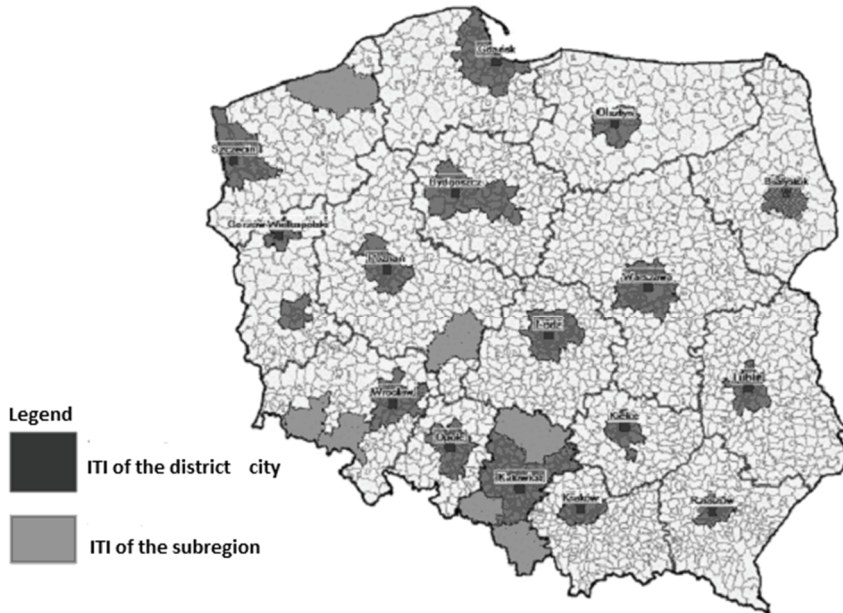 Gdańsk
Olsztyn
Szczecin
Bydgoszcz
Białystok
Gorzów Wielkopolski
Poznań
Warszawa
Łódź
Lublin
Wrocław
Kielce
Opole
Katowice
Kraków
Rzeszów
Legend
ITI of the district city
ITI of the subregion